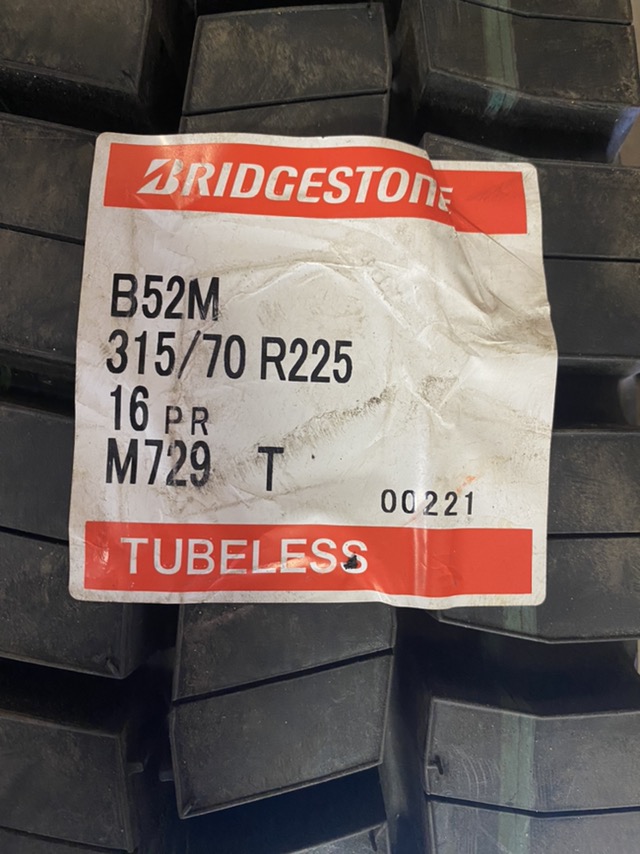 BRIDGESTONE
B52M
315/70 R225
16 PR
M729 T 00221
TUBELESS